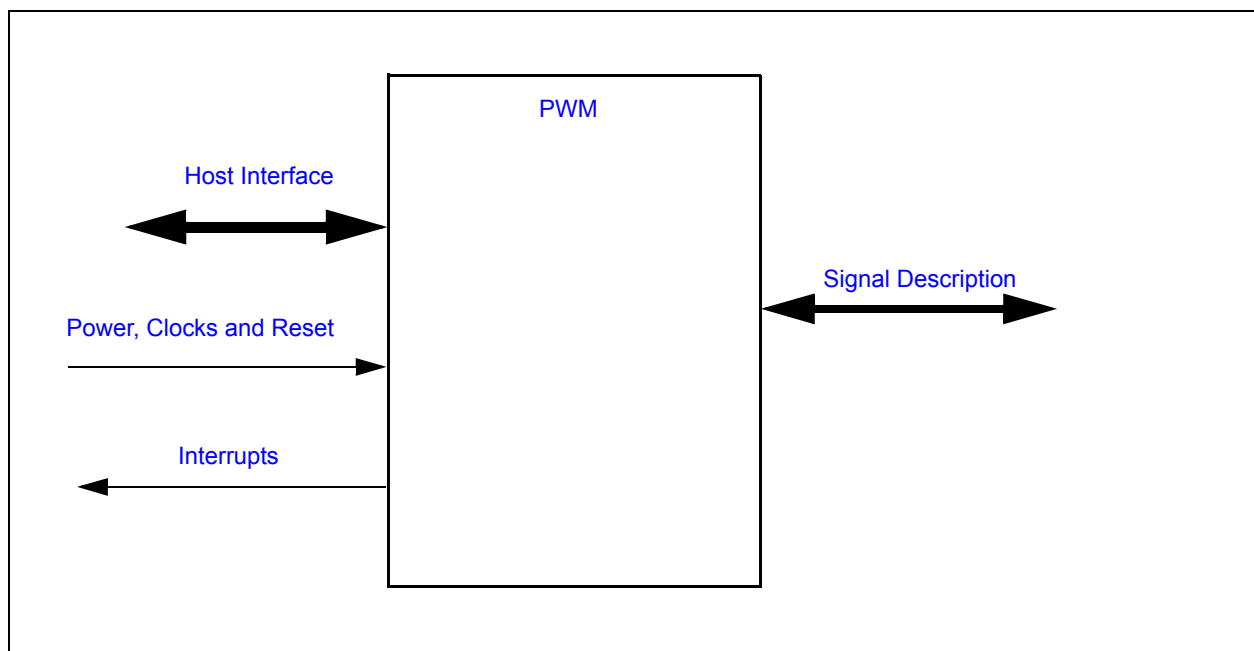 PWM
Host Interface
Signal Description
Power, Clocks and Reset
Interrupts